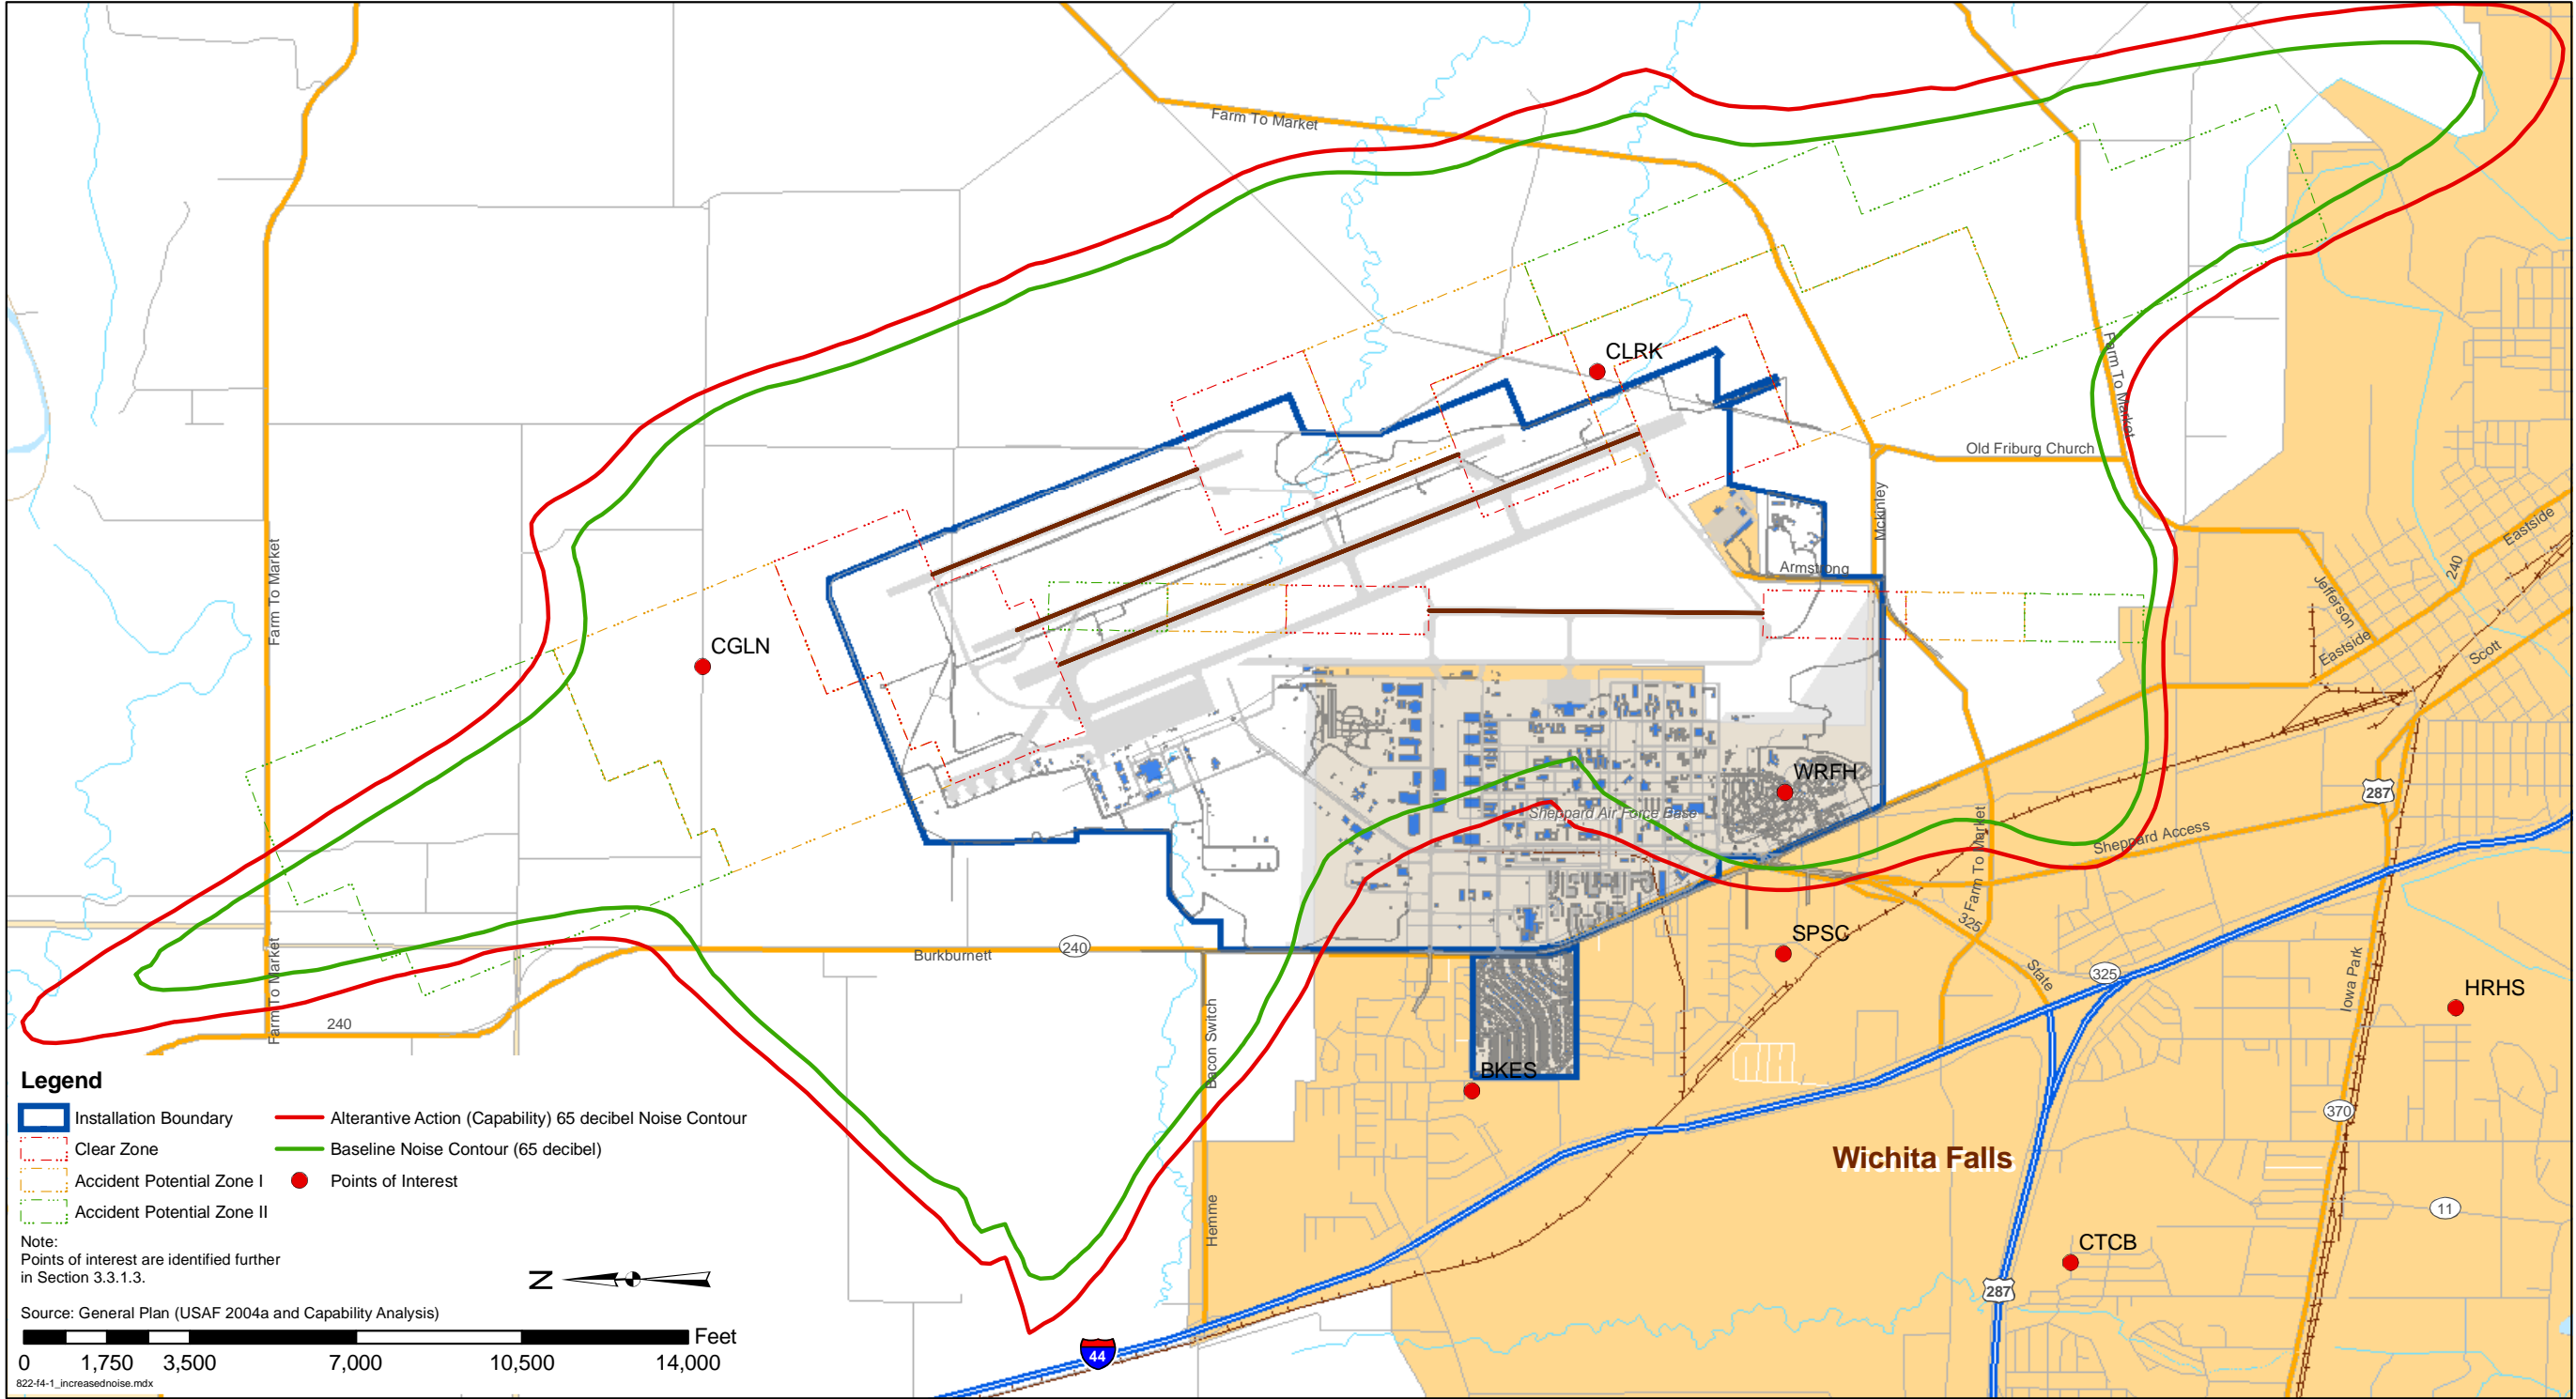 Farm To Market
CLRK
Old Friburg Church
Farm To Market
Mckinley
Eastside
240
Armstrong
Jefferson
Farm To Market
Eastside
Scott
CGLN
WRFH
287
Sheppard Air Force Base
Farm To Market
Sheppard Access
325
SPSC
Burkburnett
240
Farm To Market
State
325
Iowa Park
HRHS
240
Bacon Switch
BKES
370
Wichita Falls
11
Hemme
CTCB
287
44
Legend
Installation Boundary
Alterantive Action (Capability) 65 decibel Noise Contour
Clear Zone
Baseline Noise Contour (65 decibel)
Accident Potential Zone I
Points of Interest
Accident Potential Zone II
Note:
Points of interest are identified further
in Section 3.3.1.3.
N
Source: General Plan (USAF 2004a and Capability Analysis)
Feet
0 1,750 3,500 7,000 10,500 14,000
822-f4-1_increasednoise.mdx